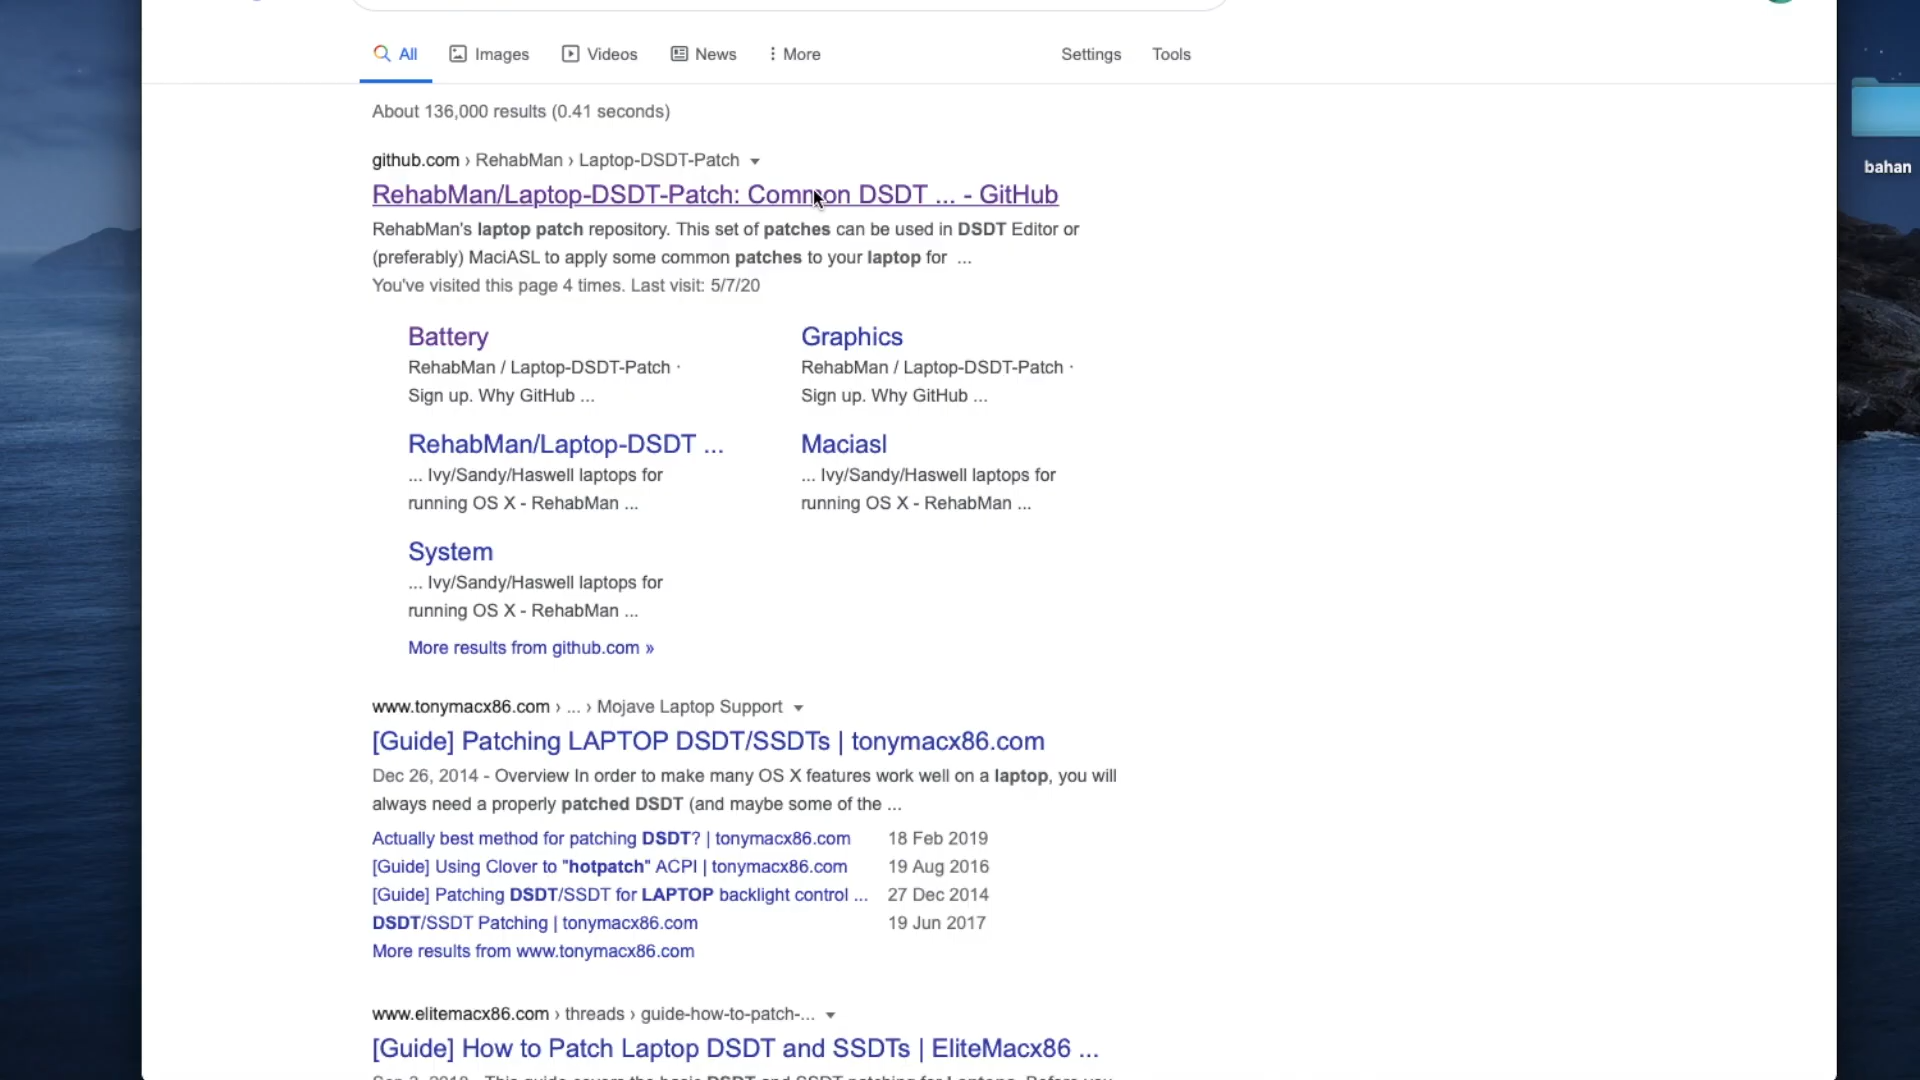 All
Images
Videos
News
More
Settings
Tools
About 136,000 results (0.41 seconds)
github.com › RehabMan › Laptop-DSDT-Patch
RehabMan/Laptop-DSDT-Patch: Common DSDT ... - GitHub
RehabMan's laptop patch repository. This set of patches can be used in DSDT Editor or
(preferably) MaciASL to apply some common patches to your laptop for ...
You've visited this page 4 times. Last visit: 5/7/20
Battery
RehabMan / Laptop-DSDT-Patch ·
Sign up. Why GitHub ...
Graphics
RehabMan / Laptop-DSDT-Patch ·
Sign up. Why GitHub ...
RehabMan/Laptop-DSDT ...
... Ivy/Sandy/Haswell laptops for
running OS X - RehabMan ...
Maciasl
... Ivy/Sandy/Haswell laptops for
running OS X - RehabMan ...
System
... Ivy/Sandy/Haswell laptops for
running OS X - RehabMan ...
More results from github.com »
www.tonymacx86.com › ... › Mojave Laptop Support
[Guide] Patching LAPTOP DSDT/SSDTs | tonymacx86.com
Dec 26, 2014 - Overview In order to make many OS X features work well on a laptop, you will
always need a properly patched DSDT (and maybe some of the ...
Actually best method for patching DSDT? | tonymacx86.com 18 Feb 2019
[Guide] Using Clover to "hotpatch" ACPI | tonymacx86.com 19 Aug 2016
[Guide] Patching DSDT/SSDT for LAPTOP backlight control ... 27 Dec 2014
DSDT/SSDT Patching | tonymacx86.com 19 Jun 2017
More results from www.tonymacx86.com
www.elitemacx86.com › threads › guide-how-to-patch-...
[Guide] How to Patch Laptop DSDT and SSDTs | EliteMacx86 ...
bahan